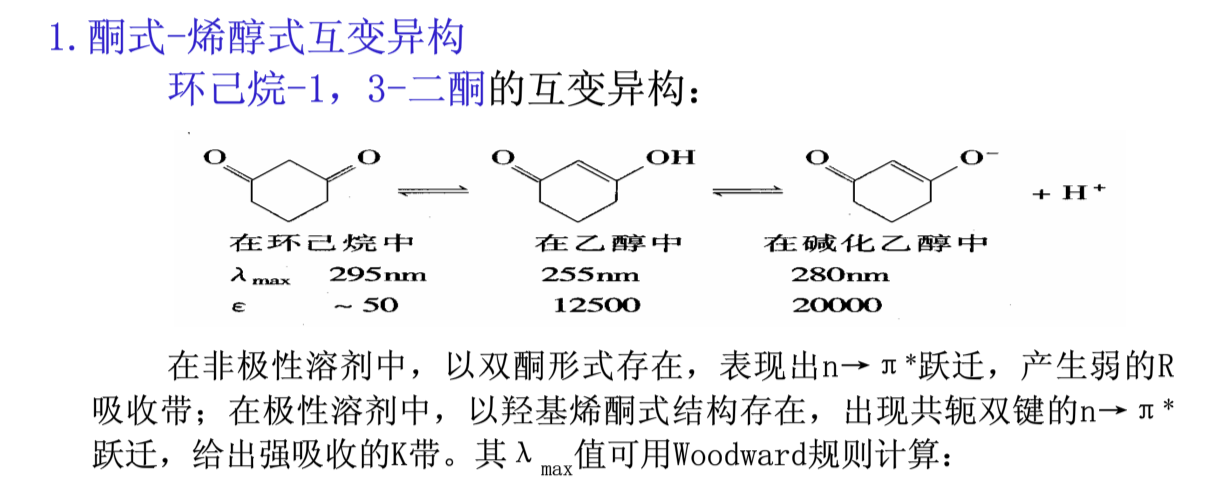 1. 酮式-烯醇式互变异构
环己烷-1，3-二酮的互变异构：
O O O OH O O⁻ + H⁺
在环己烷中 在乙醇中 在碱化乙醇中
λmax 295nm 255nm 280nm
ε ~ 50 12500 20000
在非极性溶剂中，以双酮形式存在，表现出n→π*跃迁，产生弱的R
吸收带；在极性溶剂中，以羟基烯酮式结构存在，出现共轭双键的n→π*
跃迁，给出强吸收的K带。其λmax值可用Woodward规则计算：